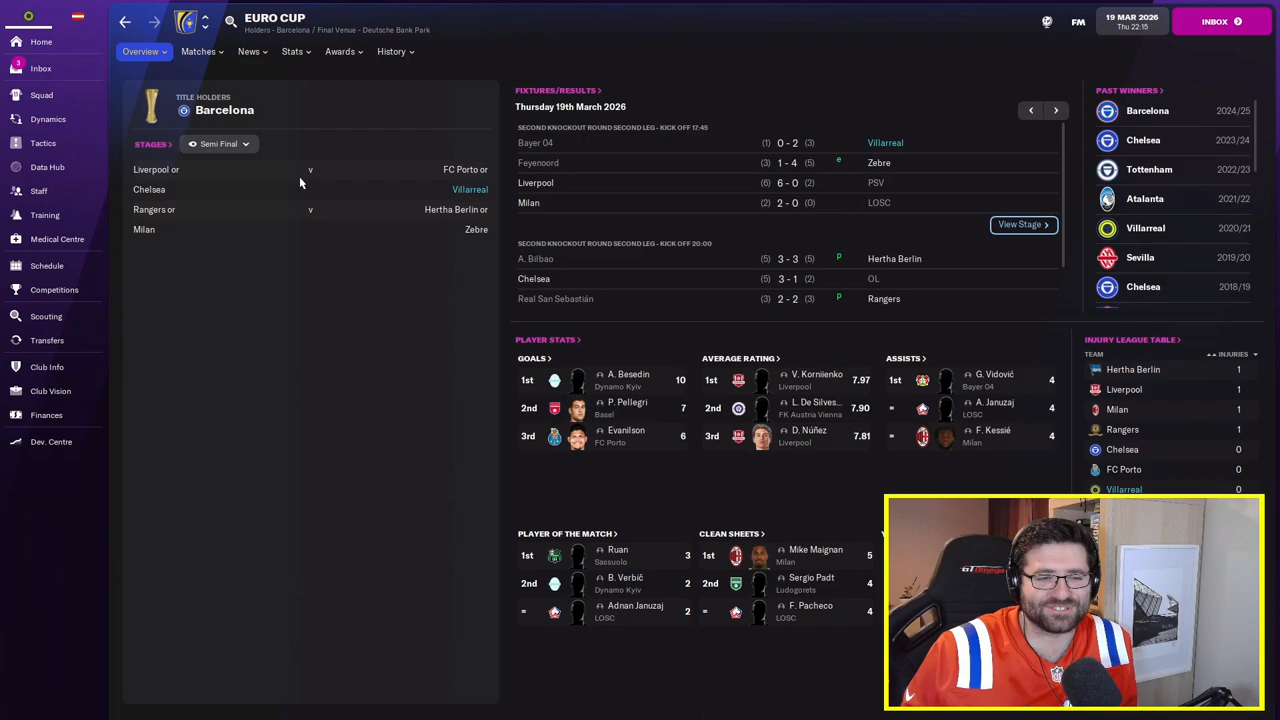 EURO CUP
Holders - Barcelona / Final Venue - Deutsche Bank Park
FM
19 MAR 2026
Thu 22:15
INBOX
Overview
Matches
News
Stats
Awards
History
Home
3
Inbox
Squad
Dynamics
Tactics
Data Hub
Staff
Training
Medical Centre
Schedule
Competitions
Scouting
Transfers
Club Info
Club Vision
Finances
Dev. Centre
TITLE HOLDERS
Barcelona
STAGES
Semi Final
Liverpool or v FC Porto or
Chelsea Villarreal
Rangers or v Hertha Berlin or
Milan Zebre
FIXTURES/RESULTS
Thursday 19th March 2026
SECOND KNOCKOUT ROUND SECOND LEG - KICK OFF 17:45
Bayer 04 (1) 0 - 2 (2) Villarreal
Feyenoord (3) 1 - 4 (5) e Zebre
Liverpool (6) 6 - 0 (2) PSV
Milan (2) 2 - 0 (0) LOSC
View Stage
SECOND KNOCKOUT ROUND SECOND LEG - KICK OFF 20:00
A. Bilbao (5) 3 - 3 (5) p Hertha Berlin
Chelsea (5) 3 - 1 (2) OL
Real San Sebastián (3) 2 - 2 (3) p Rangers
PAST WINNERS
Barcelona 2024/25
Chelsea 2023/24
Tottenham 2022/23
Atalanta 2021/22
Villarreal 2020/21
Sevilla 2019/20
Chelsea 2018/19
PLAYER STATS
GOALS
1st A. Besedin 10
Dynamo Kyiv
2nd P. Pellegri 7
Basel
3rd Evanilson 6
FC Porto
AVERAGE RATING
1st V. Korniienko 7.97
Liverpool
2nd L. De Silves... 7.90
FK Austria Vienna
3rd D. Núñez 7.81
Liverpool
ASSISTS
1st G. Vidović 4
Bayer 04
= A. Januzaj 4
LOSC
= F. Kessié 4
Milan
INJURY LEAGUE TABLE
TEAM INJURIES
Hertha Berlin 1
Liverpool 1
Milan 1
Rangers 1
Chelsea 0
FC Porto 0
Villarreal 0
PLAYER OF THE MATCH
1st Ruan 3
Sassuolo
2nd B. Verbič 2
Dynamo Kyiv
= Adnan Januzaj 2
LOSC
CLEAN SHEETS
1st Mike Maignan 5
Milan
2nd Sergio Padt 4
Ludogorets
= F. Pacheco 4
LOSC